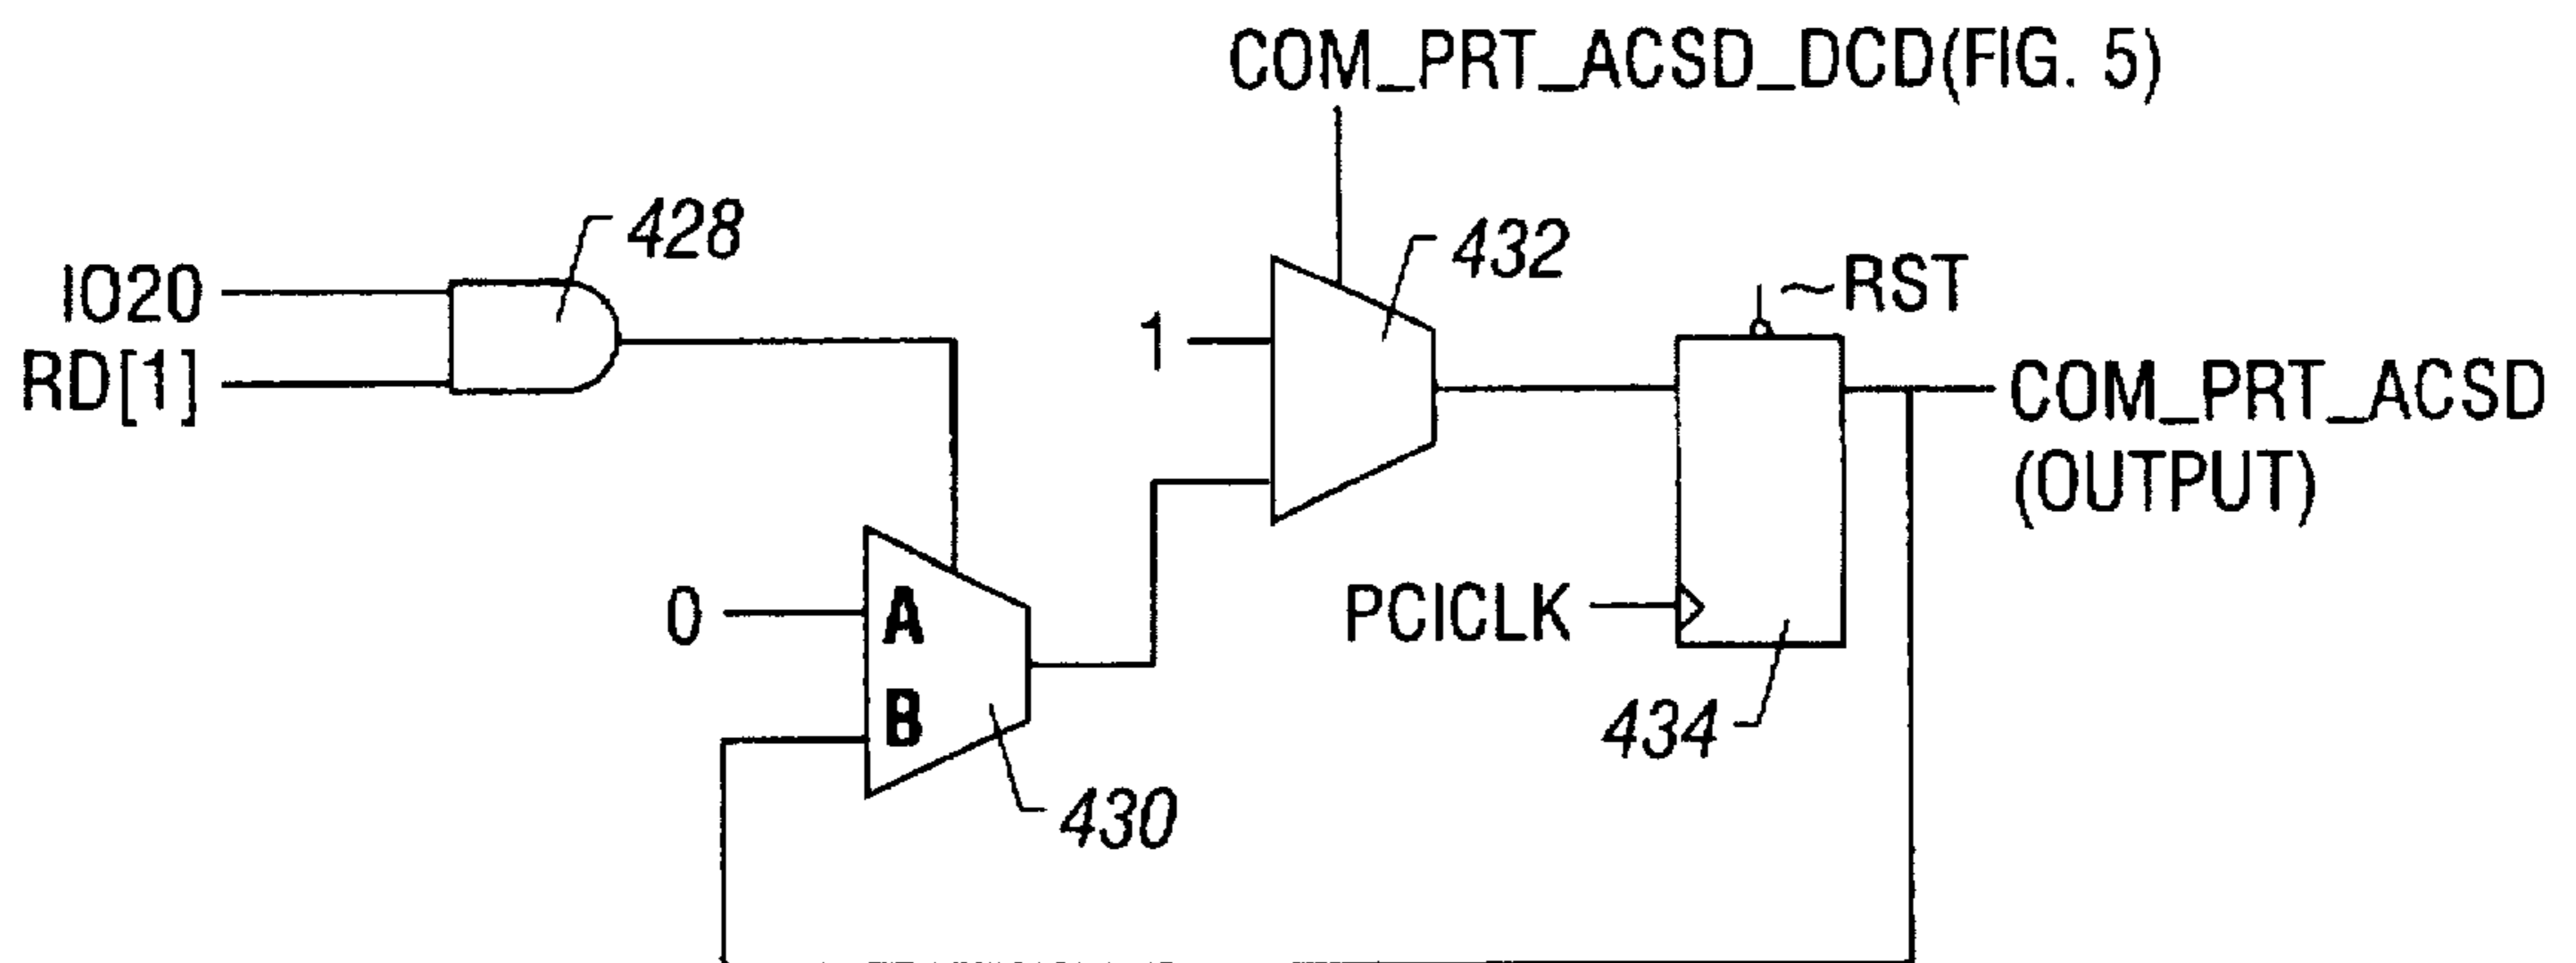 COM_PRT_ACSD_DCD(FIG. 5)
428
432
IO20
~RST
1
RD[1]
COM_PRT_ACSD
(OUTPUT)
0
A
PCICLK
B
434
430